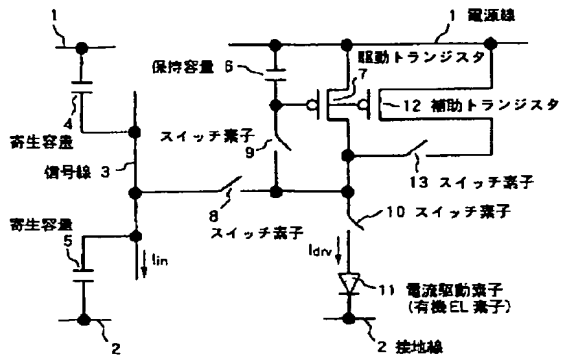 1
1 電源線
保持容量 6
駆動トランジスタ
7
12 補助トランジスタ
4
寄生容量
スイッチ素子
9
信号線 3
13 スイッチ素子
8
スイッチ素子
10 スイッチ素子
寄生容量
5
Iin
Idrv
11 電流駆動素子
(有機EL素子)
2
2 接地線